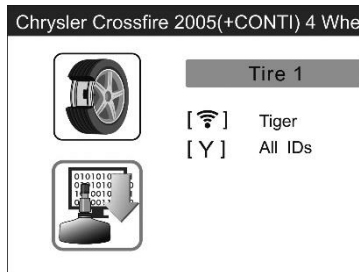 Chrysler Crossfire 2005(+CONTI) 4 Whe
Tire 1
[ ] Tiger
[ Y ] All IDs